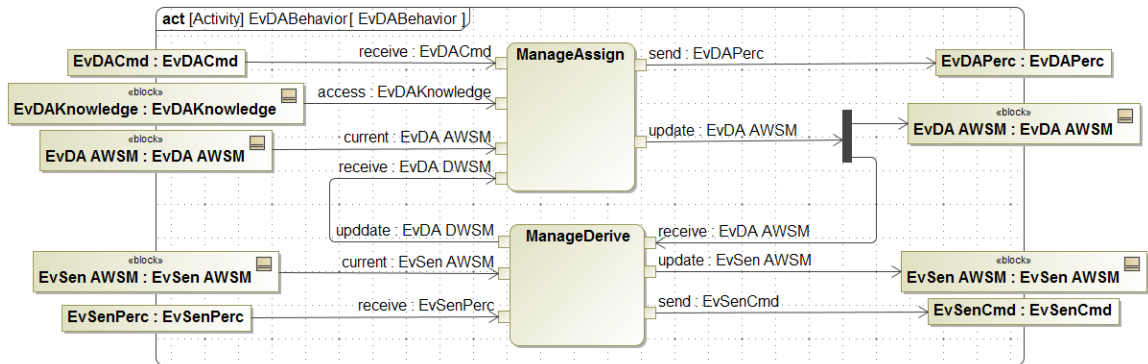 act [Activity] EvDABehavior[ EvDABehavior ]
EvDACmd : EvDACmd
receive : EvDACmd
ManageAssign
send : EvDAPerc
EvDAPerc : EvDAPerc
«block»
EvDAKnowledge : EvDAKnowledge
access : EvDAKnowledge
«block»
EvDA AWSM : EvDA AWSM
current : EvDA AWSM
update : EvDA AWSM
«block»
EvDA AWSM : EvDA AWSM
receive : EvDA DWSM
upddate : EvDA DWSM
ManageDerive
receive : EvDA AWSM
«block»
EvSen AWSM : EvSen AWSM
current : EvSen AWSM
update : EvSen AWSM
«block»
EvSen AWSM : EvSen AWSM
EvSenPerc : EvSenPerc
receive : EvSenPerc
send : EvSenCmd
EvSenCmd : EvSenCmd